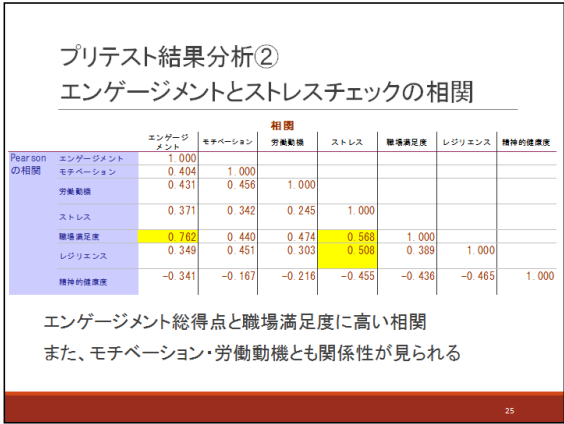 プリテスト結果分析②
エンゲージメントとストレスチェックの相関
相関
エンゲージメント モチベーション 労働動機 ストレス 職場満足度 レジリエンス 精神的健康度
Pearsonの相関 エンゲージメント 1.000
モチベーション 0.404 1.000
労働動機 0.431 0.456 1.000
ストレス 0.371 0.342 0.245 1.000
職場満足度 0.762 0.440 0.474 0.568 1.000
レジリエンス 0.349 0.451 0.303 0.508 0.389 1.000
精神的健康度 -0.341 -0.167 -0.216 -0.455 -0.436 -0.465 1.000
エンゲージメント総得点と職場満足度に高い相関
また、モチベーション・労働動機とも関係性が見られる
25